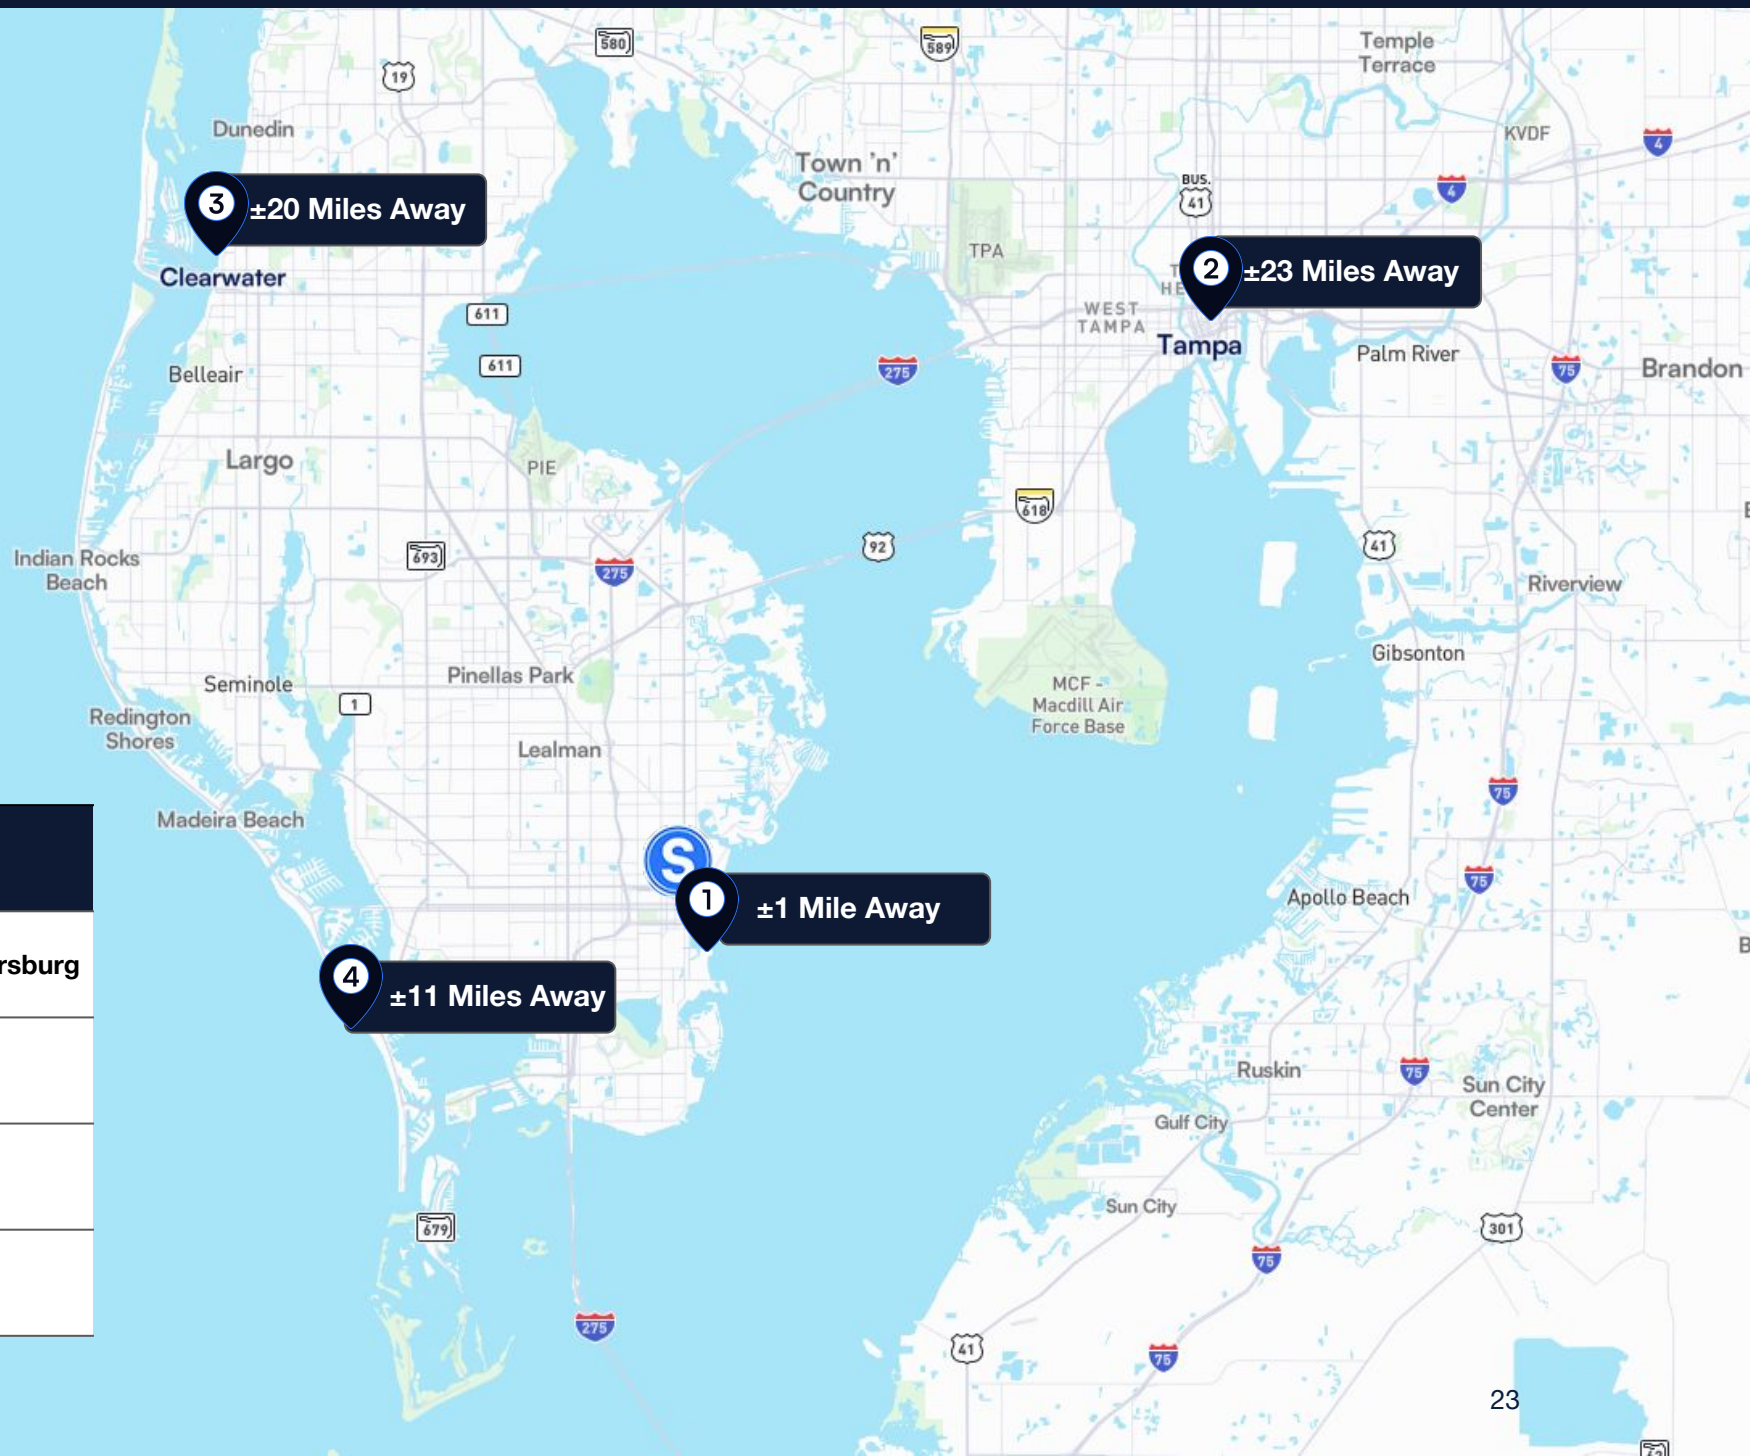 580
589
Temple
Terrace
19
Dunedin
KVDF
4
Town 'n'
Country
BUS.
41
4
3
±20 Miles Away
TPA
2
±23 Miles Away
Clearwater
611
WEST
TAMPA
Tampa
Palm River
611
275
75
Brandon
Belleair
Largo
PIE
618
92
41
Indian Rocks
Beach
693
275
Riverview
Gibsonton
Seminole
Pinellas Park
1
MCF -
Macdill Air
Force Base
Redington
Shores
Lealman
75
Madeira Beach
S
75
1
±1 Mile Away
Apollo Beach
rsburg
4
±11 Miles Away
Ruskin
75
Sun City
Center
Gulf City
Sun City
679
301
75
275
41
75
23